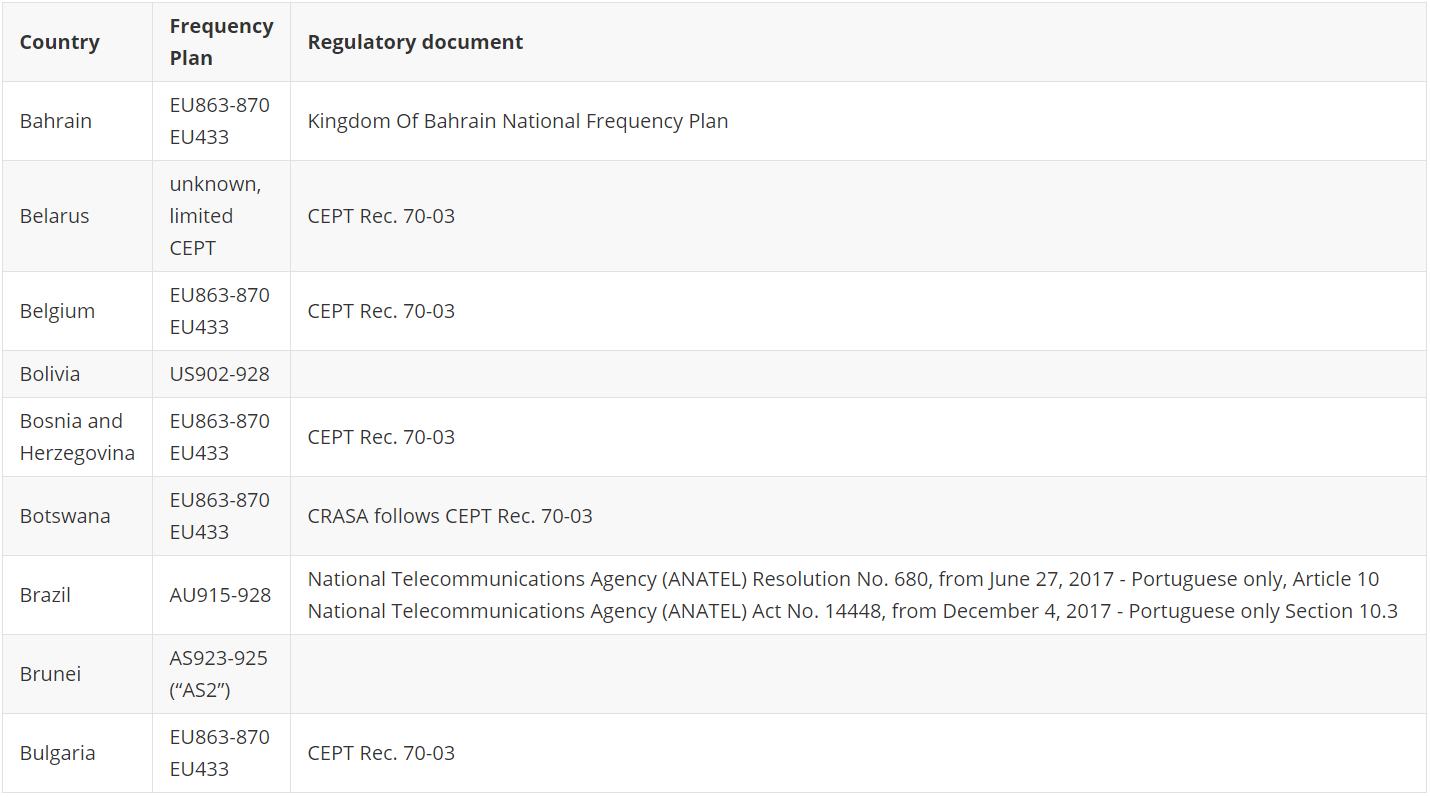 Country
Frequency
Plan
Regulatory document
Bahrain
EU863-870
EU433
Kingdom Of Bahrain National Frequency Plan
Belarus
unknown,
limited
CEPT
CEPT Rec. 70-03
Belgium
EU863-870
EU433
CEPT Rec. 70-03
Bolivia
US902-928
Bosnia and
Herzegovina
EU863-870
EU433
CEPT Rec. 70-03
Botswana
EU863-870
EU433
CRASA follows CEPT Rec. 70-03
Brazil
AU915-928
National Telecommunications Agency (ANATEL) Resolution No. 680, from June 27, 2017 - Portuguese only, Article 10
National Telecommunications Agency (ANATEL) Act No. 14448, from December 4, 2017 - Portuguese only Section 10.3
Brunei
AS923-925
(“AS2”)
Bulgaria
EU863-870
EU433
CEPT Rec. 70-03